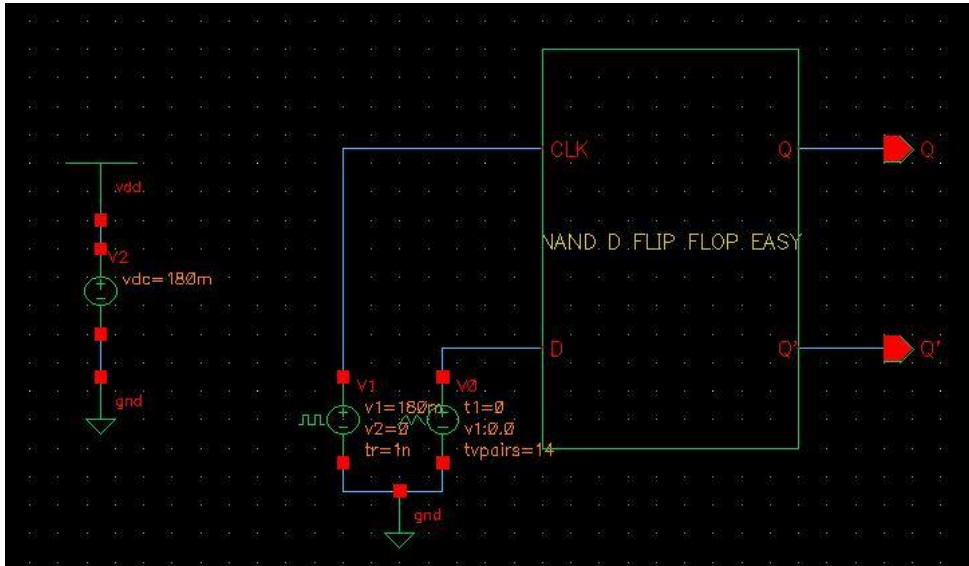 CLK
Q
Q
vdd
V2
vdc=180m
NAND D FLIP FLOP EASY
D
Q'
Q'
gnd
V1
v1=180m
v2=0
tr=1n
V0
t1=0
v1:0.0
tvpairs=14
gnd